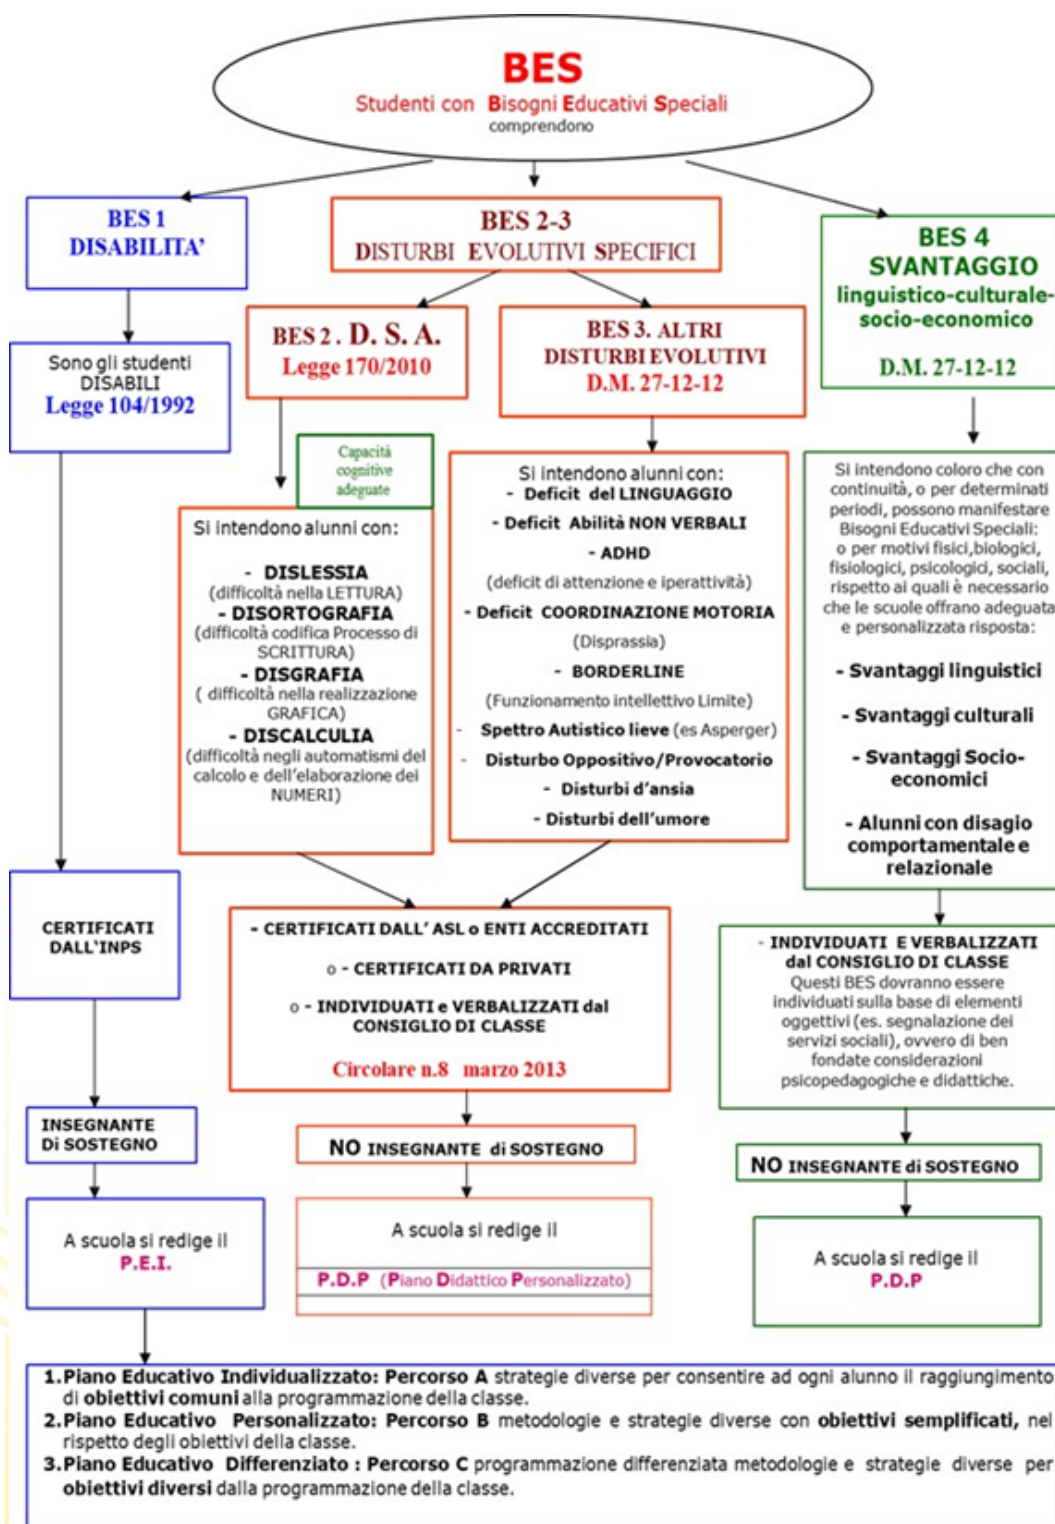 BES
Studenti con Bisogni Educativi Speciali
comprendono
BES 1
DISABILITA’
Sono gli studenti
DISABILI
Legge 104/1992
CERTIFICATI
DALL'INPS
INSEGNANTE
Di SOSTEGNO
A scuola si redige il
P.E.I.
BES 2-3
DISTURBI EVOLUTIVI SPECIFICI
BES 2 . D. S. A.
Legge 170/2010
Capacità
cognitive
adeguate
Si intendono alunni con:
- DISLESSIA
(difficoltà nella LETTURA)
- DISORTOGRAFIA
(difficoltà codifica Processo di
SCRITTURA)
- DISGRAFIA
( difficoltà nella realizzazione
GRAFICA)
- DISCALCULIA
(difficoltà negli automatismi del
calcolo e dell’elaborazione dei
NUMERI)
BES 3. ALTRI
DISTURBI EVOLUTIVI
D.M. 27-12-12
Si intendono alunni con:
- Deficit del LINGUAGGIO
- Deficit Abilità NON VERBALI
- ADHD
(deficit di attenzione e iperattività)
- Deficit COORDINAZIONE MOTORIA
(Disprassia)
- BORDERLINE
(Funzionamento intellettivo Limite)
- Spettro Autistico lieve (es Asperger)
- Disturbo Oppositivo/Provocatorio
- Disturbi d’ansia
- Disturbi dell’umore
- CERTIFICATI DALL’ ASL o ENTI ACCREDITATI
o - CERTIFICATI DA PRIVATI
o - INDIVIDUATI e VERBALIZZATI dal
CONSIGLIO DI CLASSE
Circolare n.8 marzo 2013
NO INSEGNANTE di SOSTEGNO
A scuola si redige il
P.D.P (Piano Didattico Personalizzato)
BES 4
SVANTAGGIO
linguistico-culturale-
socio-economico
D.M. 27-12-12
Si intendono coloro che con
continuità, o per determinati
periodi, possono manifestare
Bisogni Educativi Speciali:
o per motivi fisici,biologici,
fisiologici, psicologici, sociali,
rispetto ai quali è necessario
che le scuole offrano adeguata
e personalizzata risposta:
- Svantaggi linguistici
- Svantaggi culturali
- Svantaggi Socio-
economici
- Alunni con disagio
comportamentale e
relazionale
- INDIVIDUATI E VERBALIZZATI
dal CONSIGLIO DI CLASSE
Questi BES dovranno essere
individuati sulla base di elementi
oggettivi (es. segnalazione dei
servizi sociali), ovvero di ben
fondate considerazioni
psicopedagogiche e didattiche.
NO INSEGNANTE di SOSTEGNO
A scuola si redige il
P.D.P
1.Piano Educativo Individualizzato: Percorso A strategie diverse per consentire ad ogni alunno il raggiungimento
di obiettivi comuni alla programmazione della classe.
2.Piano Educativo Personalizzato: Percorso B metodologie e strategie diverse con obiettivi semplificati, nel
rispetto degli obiettivi della classe.
3.Piano Educativo Differenziato : Percorso C programmazione differenziata metodologie e strategie diverse per
obiettivi diversi dalla programmazione della classe.